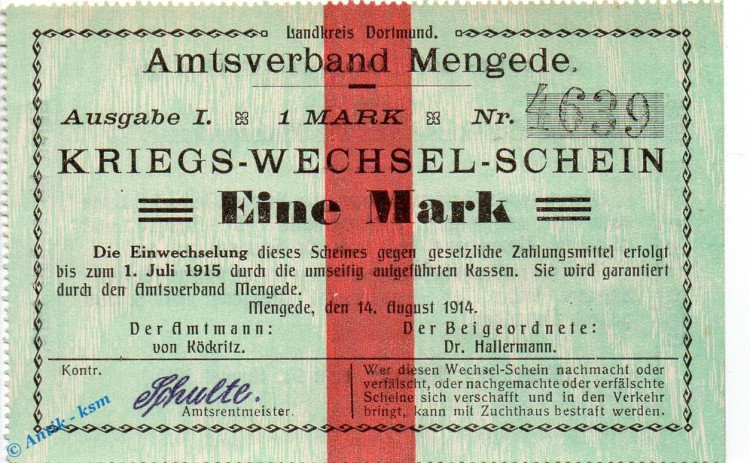 Landkreis Dortmund.
Amtsverband Mengede.
Ausgabe I. 1 MARK Nr. 4639
KRIEGS-WECHSEL-SCHEIN
Eine Mark
Die Einwechselung dieses Scheines gegen gesetzliche Zahlungsmittel erfolgt
bis zum 1. Juli 1915 durch die umseitig aufgeführten Kassen. Sie wird garantiert
durch den Amtsverband Mengede.
Mengede, den 14. August 1914.
Der Amtmann: Der Beigeordnete:
von Köckritz. Dr. Hallermann.
Kontr.
Schulte.
Amtsrentmeister.
Wer diesen Wechsel-Schein nachmacht oder
verfälscht, oder nachgemachte oder verfälschte
Scheine sich verschafft und in den Verkehr
bringt, kann mit Zuchthaus bestraft werden.
© Antik - ksm